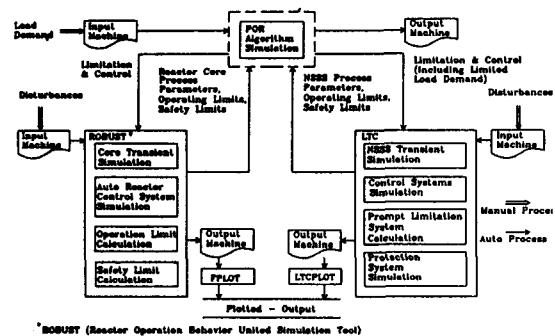 Load
Demand
Input
Machine
POR
Algorithm
Simulation
Output
Machine
Limitation
& Control
Reactor Core
Process
Parameters,
Operating Limits,
Safety Limits
NSSS Process
Parameters,
Operating Limits,
Safety Limits
Limitation & Control
(Including Limited
Load Demand)
Disturbances
Disturbances
Input
Machine
ROBUST*
Core Transient
Simulation
Auto Reactor
Control System
Simulation
Operation Limit
Calculation
Safety Limit
Calculation
LTC
NSSS Transient
Simulation
Control Systems
Simulation
Prompt Limitation
System
Calculation
Protection
System
Simulation
Input
Machine
Manual Process
Auto Process
Output
Machine
Output
Machine
PPLOT
LTCPLOT
Plotted - Output
*ROBUST (Reactor Operation Behavior United Simulation Tool)